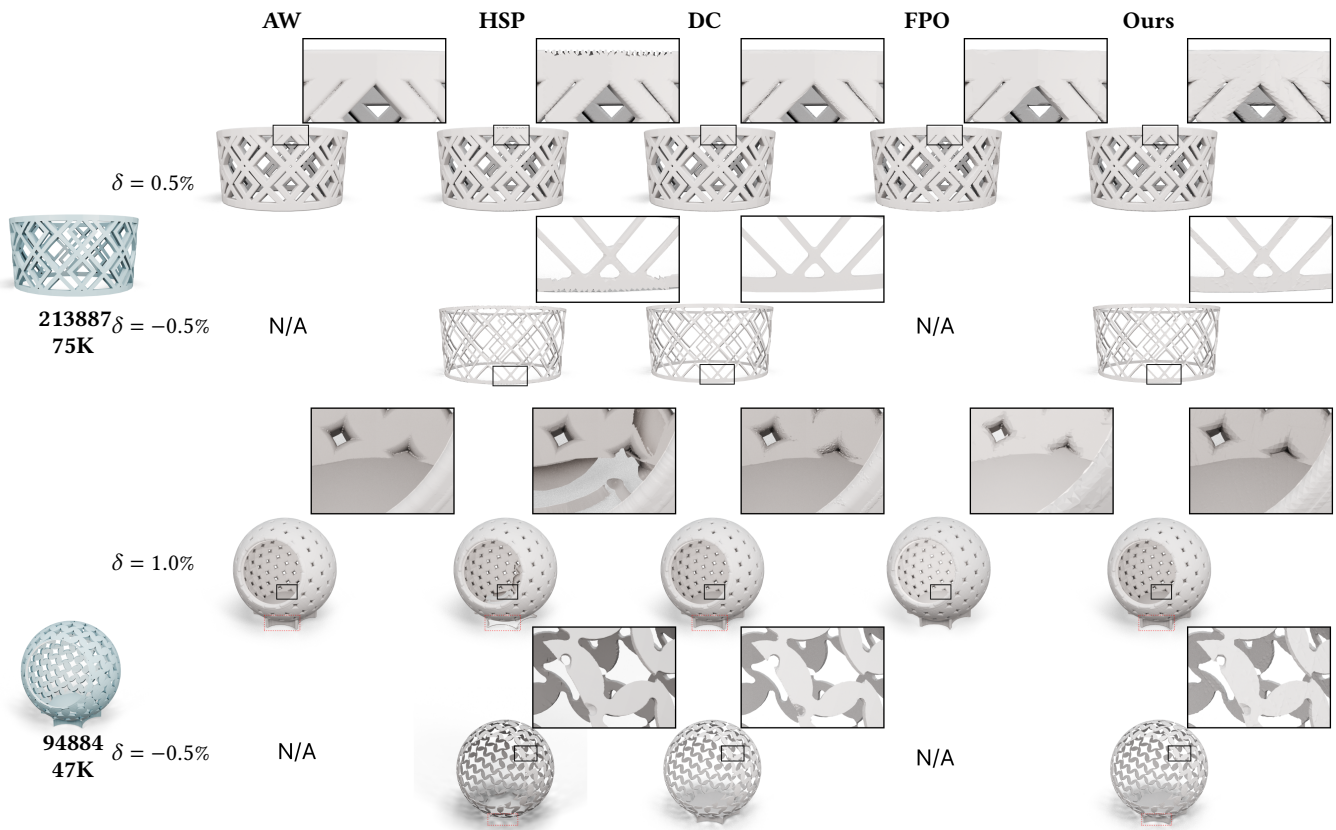 AW HSP DC FPO Ours
δ = 0.5%
213887
75K
δ = −0.5%
N/A
N/A
δ = 1.0%
94884
47K
δ = −0.5%
N/A
N/A